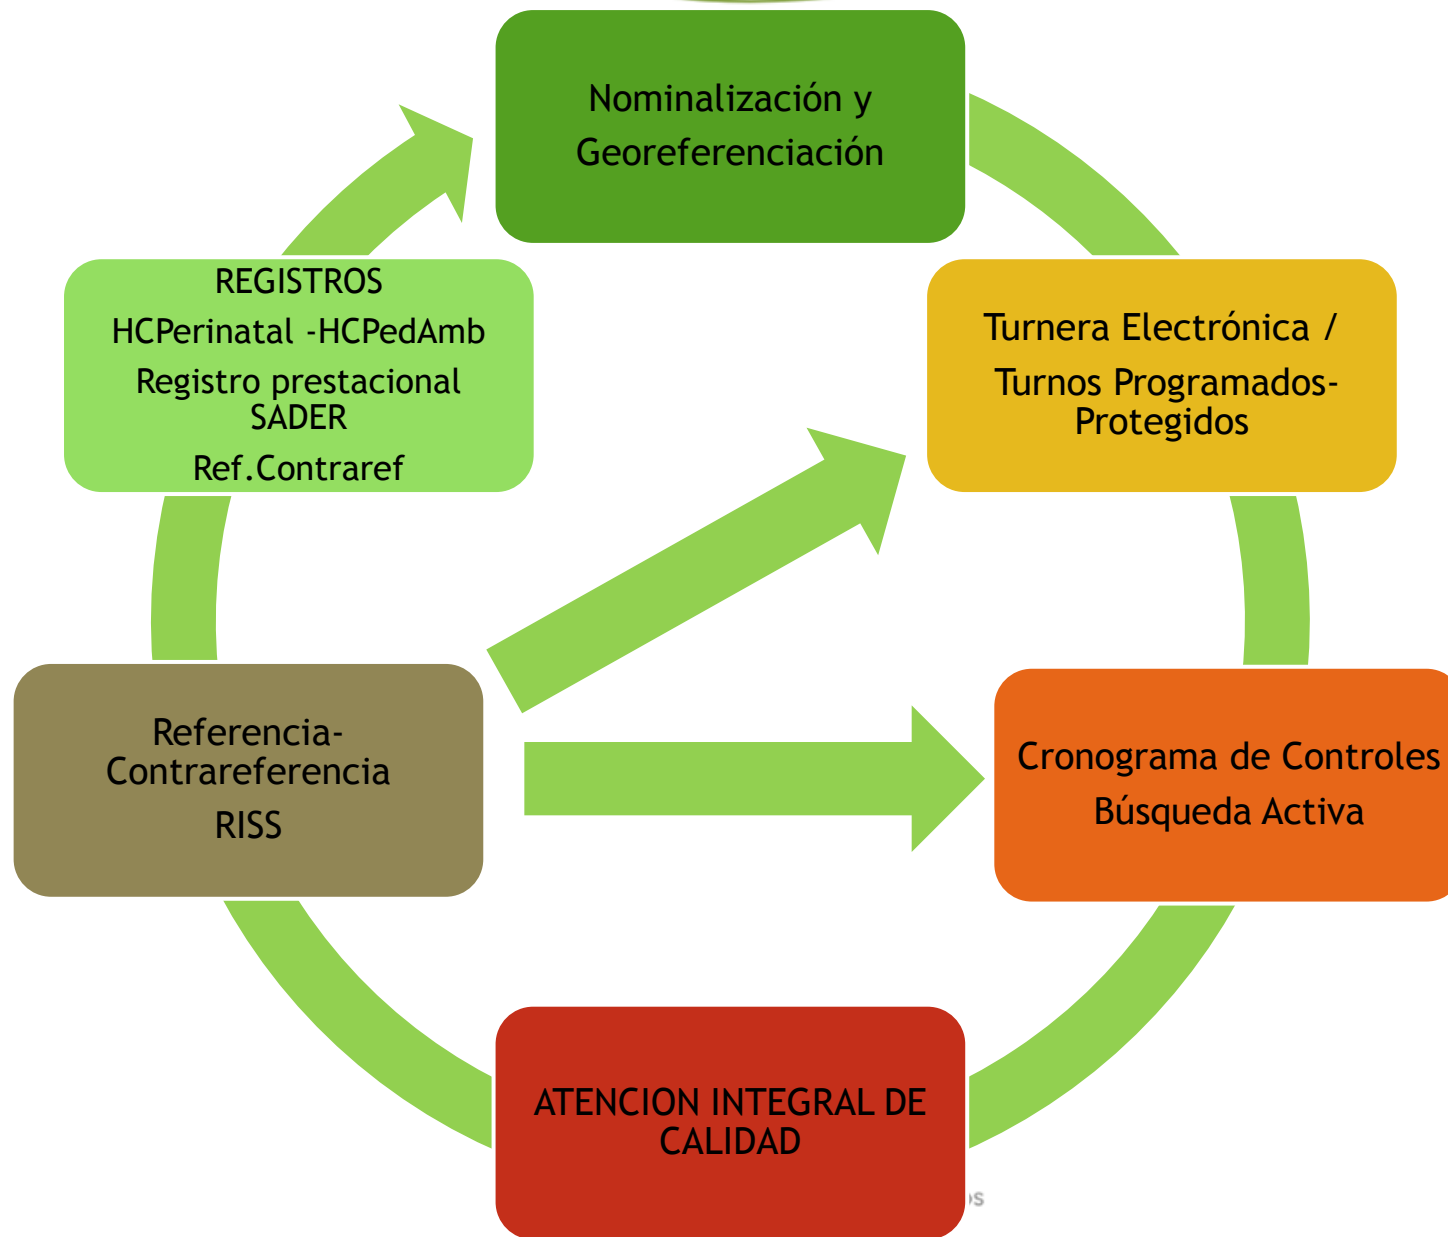 Nominalización y
Georeferenciación
REGISTROS
HCPerinatal -HCPedAmb
Registro prestacional
SADER
Ref.Contraref
Turnera Electrónica /
Turnos Programados-
Protegidos
Referencia-
Contrareferencia
RISS
Cronograma de Controles
Búsqueda Activa
ATENCION INTEGRAL DE
CALIDAD